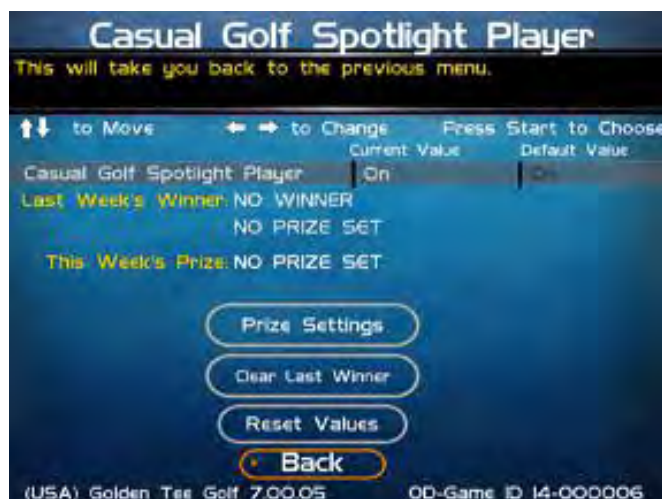 Casual Golf Spotlight Player
This will take you back to the previous menu.
to Move to Change Press Start to Choose
Current Value Default Value
Casual Golf Spotlight Player On On
Last Week's Winner: NO WINNER
NO PRIZE SET
This Week's Prize: NO PRIZE SET
Prize Settings
Clear Last Winner
Reset Values
Back
(USA) Golden Tee Golf 7.00.05 OD-Game ID 14-000006